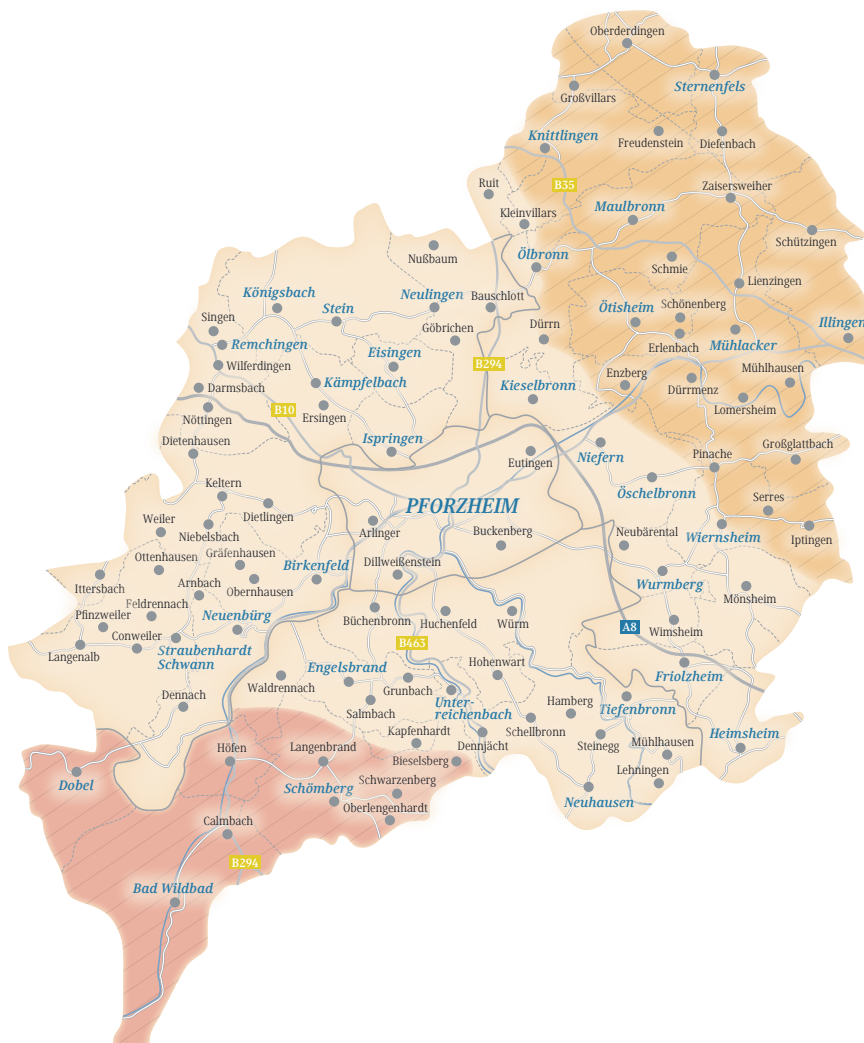 Oberderdingen
Sternenfels
Großvillars
Knittlingen
Freudenstein
Diefenbach
Ruit
B35
Zaisersweiher
Kleinvillars
Maulbronn
Schützingen
Nußbaum
Ölbronn
Schmie
Lienzingen
Königsbach
Stein
Neulingen
Bauschlott
Ötisheim
Schönenberg
Singen
Göbrichen
Dürrn
Illingen
Remchingen
Eisingen
Erlenbach
Mühlacker
Wilferdingen
B294
Enzberg
Mühlhausen
Darmsbach
Kämpfelbach
Kieselbronn
Dürrmenz
Lomersheim
B10
Ersingen
Nöttingen
Dietenhausen
Ispringen
Eutingen
Niefern
Pinache
Großglattbach
Keltern
Öschelbronn
Serres
PFORZHEIM
Weiler
Dietlingen
Niebelsbach
Arlinger
Buckenberg
Neubärental
Wiernsheim
Iptingen
Ottenhausen
Gräfenhausen
Birkenfeld
Dillweißenstein
Ittersbach
Arnbach
Obernhausen
Wurmberg
Mönsheim
Feldrennach
Pfinzweiler
Neuenbürg
Büchenbronn
Huchenfeld
Würm
A8
Wimsheim
Conweiler
Langenalb
Straubenhardt
Schwann
B463
Engelsbrand
Hohenwart
Friolzheim
Waldrennach
Grunbach
Dennach
Salmbach
Unter-
reichenbach
Hamberg
Tiefenbronn
Kapfenhardt
Schellbronn
Heimsheim
Höfen
Langenbrand
Dennjächt
Steinegg
Mühlhausen
Bieselsberg
Lehningen
Dobel
Schömberg
Schwarzenberg
Neuhausen
Oberlengenhardt
Calmbach
B294
Bad Wildbad